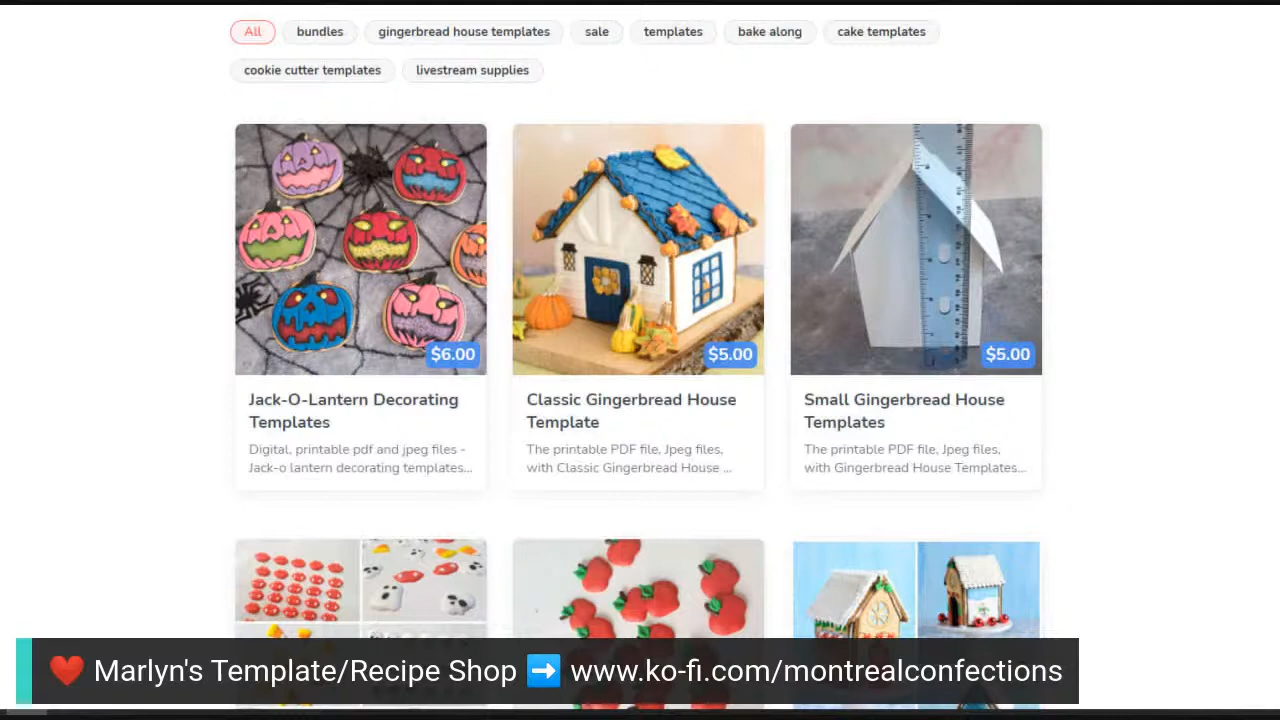 All bundles gingerbread house templates sale templates bake along cake templates
cookie cutter templates livestream supplies
$6.00 $5.00 $5.00
Jack-O-Lantern Decorating
Templates
Digital, printable pdf and jpeg files -
Jack-o lantern decorating templates...
Classic Gingerbread House
Template
The printable PDF file, Jpeg files,
with Classic Gingerbread House ...
Small Gingerbread House
Templates
The printable PDF file, Jpeg files,
with Gingerbread House Templates...
❤️ Marlyn's Template/Recipe Shop ➡️ www.ko-fi.com/montrealconfections